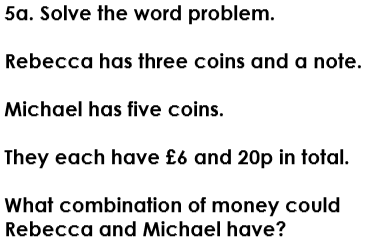 5a. Solve the word problem.
Rebecca has three coins and a note.
Michael has five coins.
They each have £6 and 20p in total.
What combination of money could
Rebecca and Michael have?